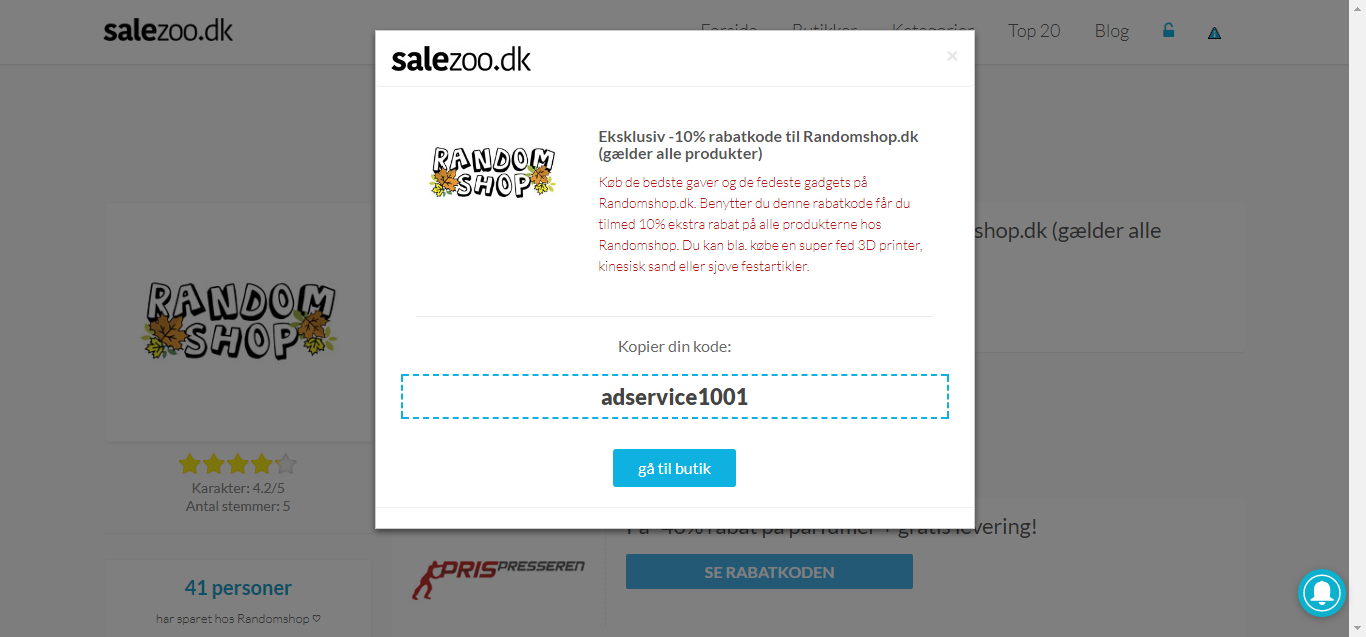 salezoo.dk
Top 20
Blog
salezoo.dk
×
RANDOM
SHOP
Eksklusiv -10% rabatkode til Randomshop.dk
(gælder alle produkter)
Køb de bedste gaver og de fedeste gadgets på
Randomshop.dk. Benytter du denne rabatkode får du
tilmed 10% ekstra rabat på alle produkterne hos
Randomshop. Du kan bla. købe en super fed 3D printer,
kinesisk sand eller sjove festartikler.
Kopier din kode:
adservice1001
gå til butik
shop.dk (gælder alle
RANDOM
SHOP
Karakter: 4.2/5
Antal stemmer: 5
41 personer
har sparet hos Randomshop ♡
PRISPRESSEREN
Få -40% rabat på parfumer + gratis levering!
SE RABATKODEN